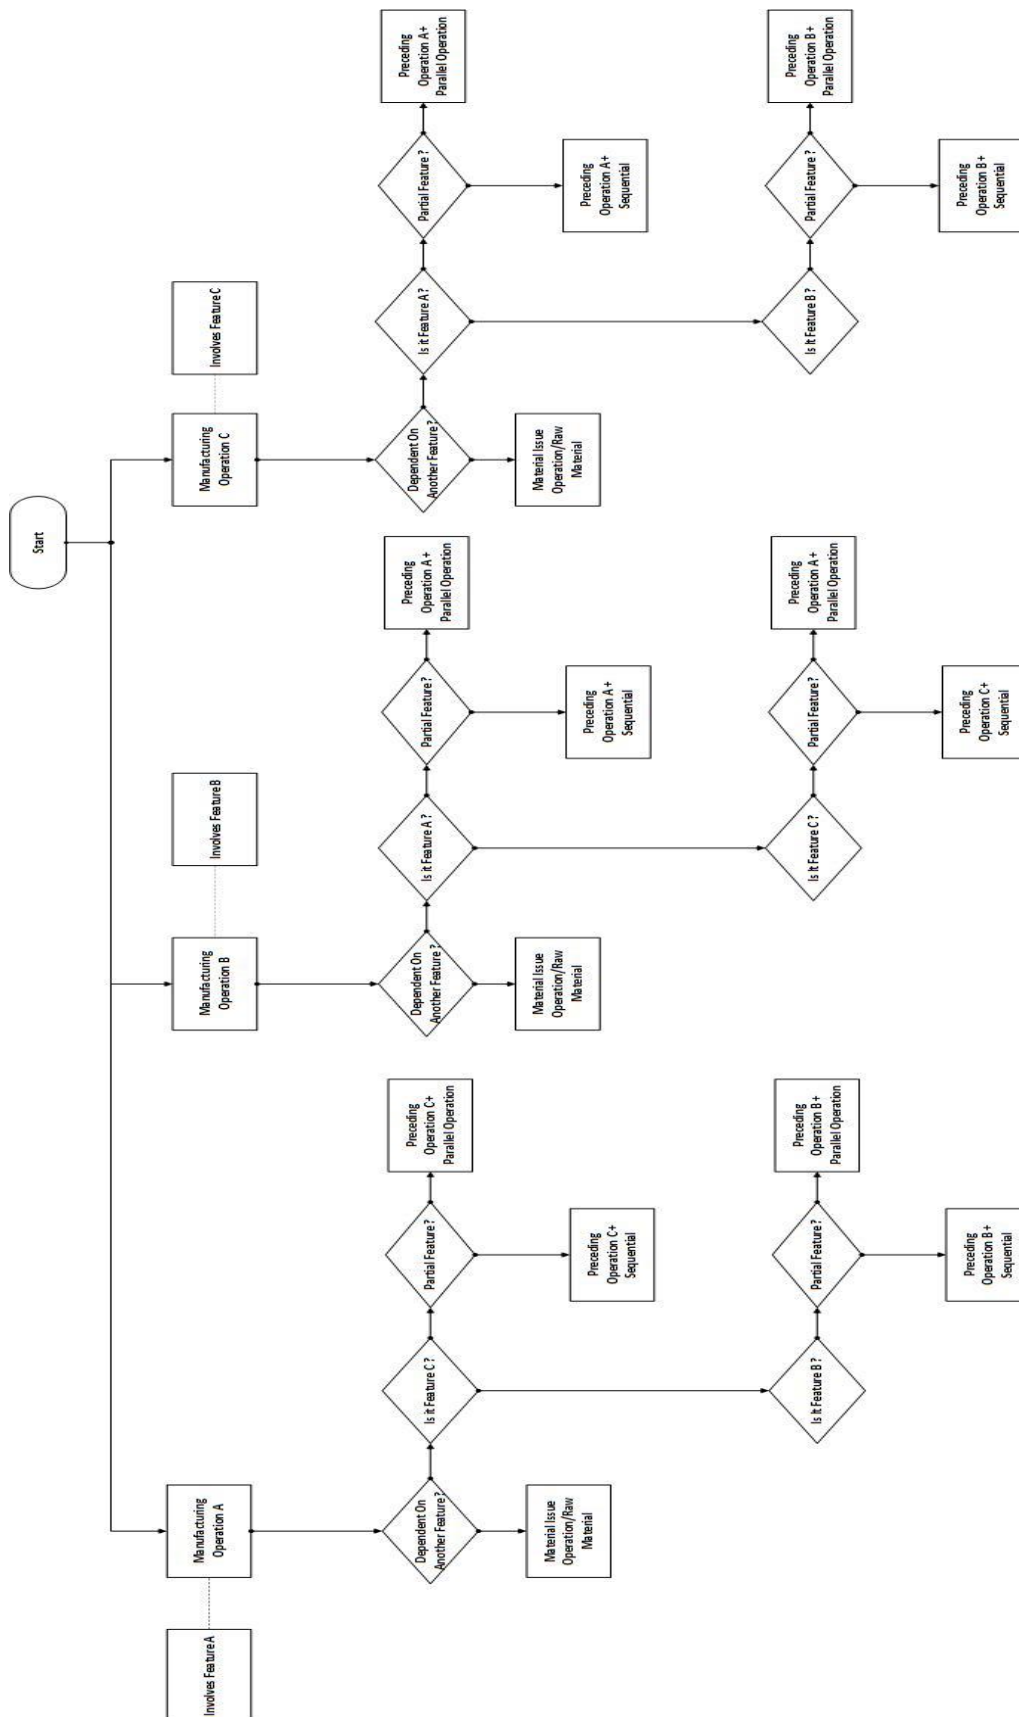 Start
Involves Feature A
Manufacturing
Operation A
Manufacturing
Operation B
Involves Feature B
Manufacturing
Operation C
Involves Feature C
Dependent On
Another Feature ?
Is it Feature C ?
Partial Feature ?
Preceding
Operation C+
Parallel Operation
Dependent On
Another Feature ?
Is it Feature A ?
Partial Feature ?
Preceding
Operation A+
Parallel Operation
Dependent On
Another Feature ?
Is it Feature A ?
Partial Feature ?
Preceding
Operation A+
Parallel Operation
Material Issue
Operation/Raw
Material
Preceding
Operation C+
Sequential
Material Issue
Operation/Raw
Material
Preceding
Operation A+
Sequential
Material Issue
Operation/Raw
Material
Preceding
Operation A+
Sequential
Is it Feature B ?
Partial Feature ?
Preceding
Operation B+
Parallel Operation
Is it Feature C ?
Partial Feature ?
Preceding
Operation A+
Parallel Operation
Is it Feature B ?
Partial Feature ?
Preceding
Operation B+
Parallel Operation
Preceding
Operation B+
Sequential
Preceding
Operation C+
Sequential
Preceding
Operation B+
Sequential